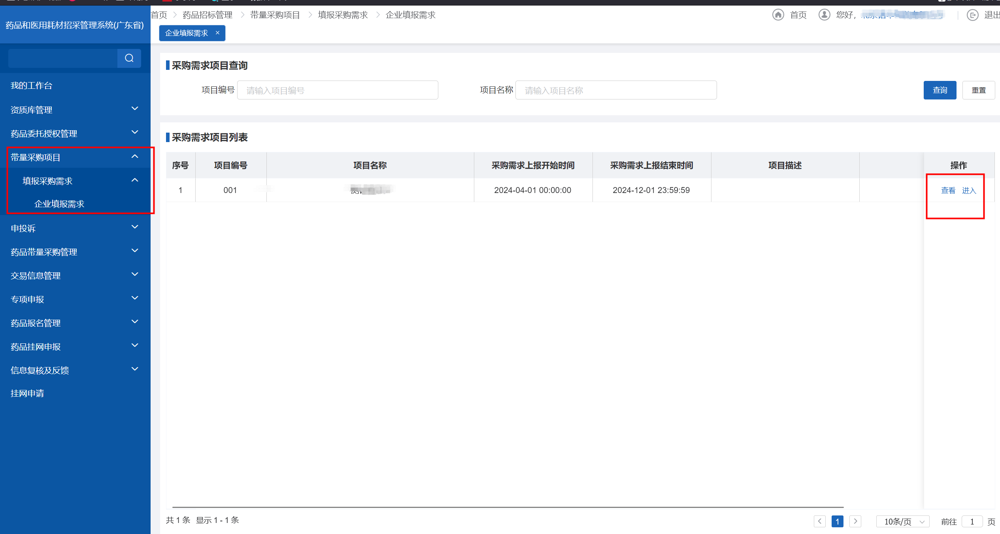 药品和医用耗材招采管理系统(广东省)
首页 > 药品招标管理 > 带量采购项目 > 填报采购需求 > 企业填报需求
首页
您好，
退出
企业填报需求 ×
我的工作台
资质库管理
药品委托授权管理
带量采购项目
填报采购需求
企业填报需求
申投诉
药品带量采购管理
交易信息管理
专项申报
药品报名管理
药品挂网申报
信息复核及反馈
挂网申请
采购需求项目查询
项目编号 请输入项目编号 项目名称 请输入项目名称 查询 重置
采购需求项目列表
序号 项目编号 项目名称 采购需求上报开始时间 采购需求上报结束时间 项目描述 操作
1 001 2024-04-01 00:00:00 2024-12-01 23:59:59 查看 进入
共 1 条 显示 1 - 1 条
1 10条/页 前往 1 页